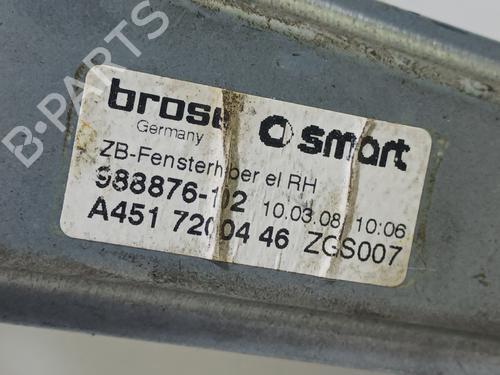 B-PARTS
brose smart
Germany
ZB-Fensterheber el RH
988876-102 10.03.08 10:06
A451 7200446 ZGS007